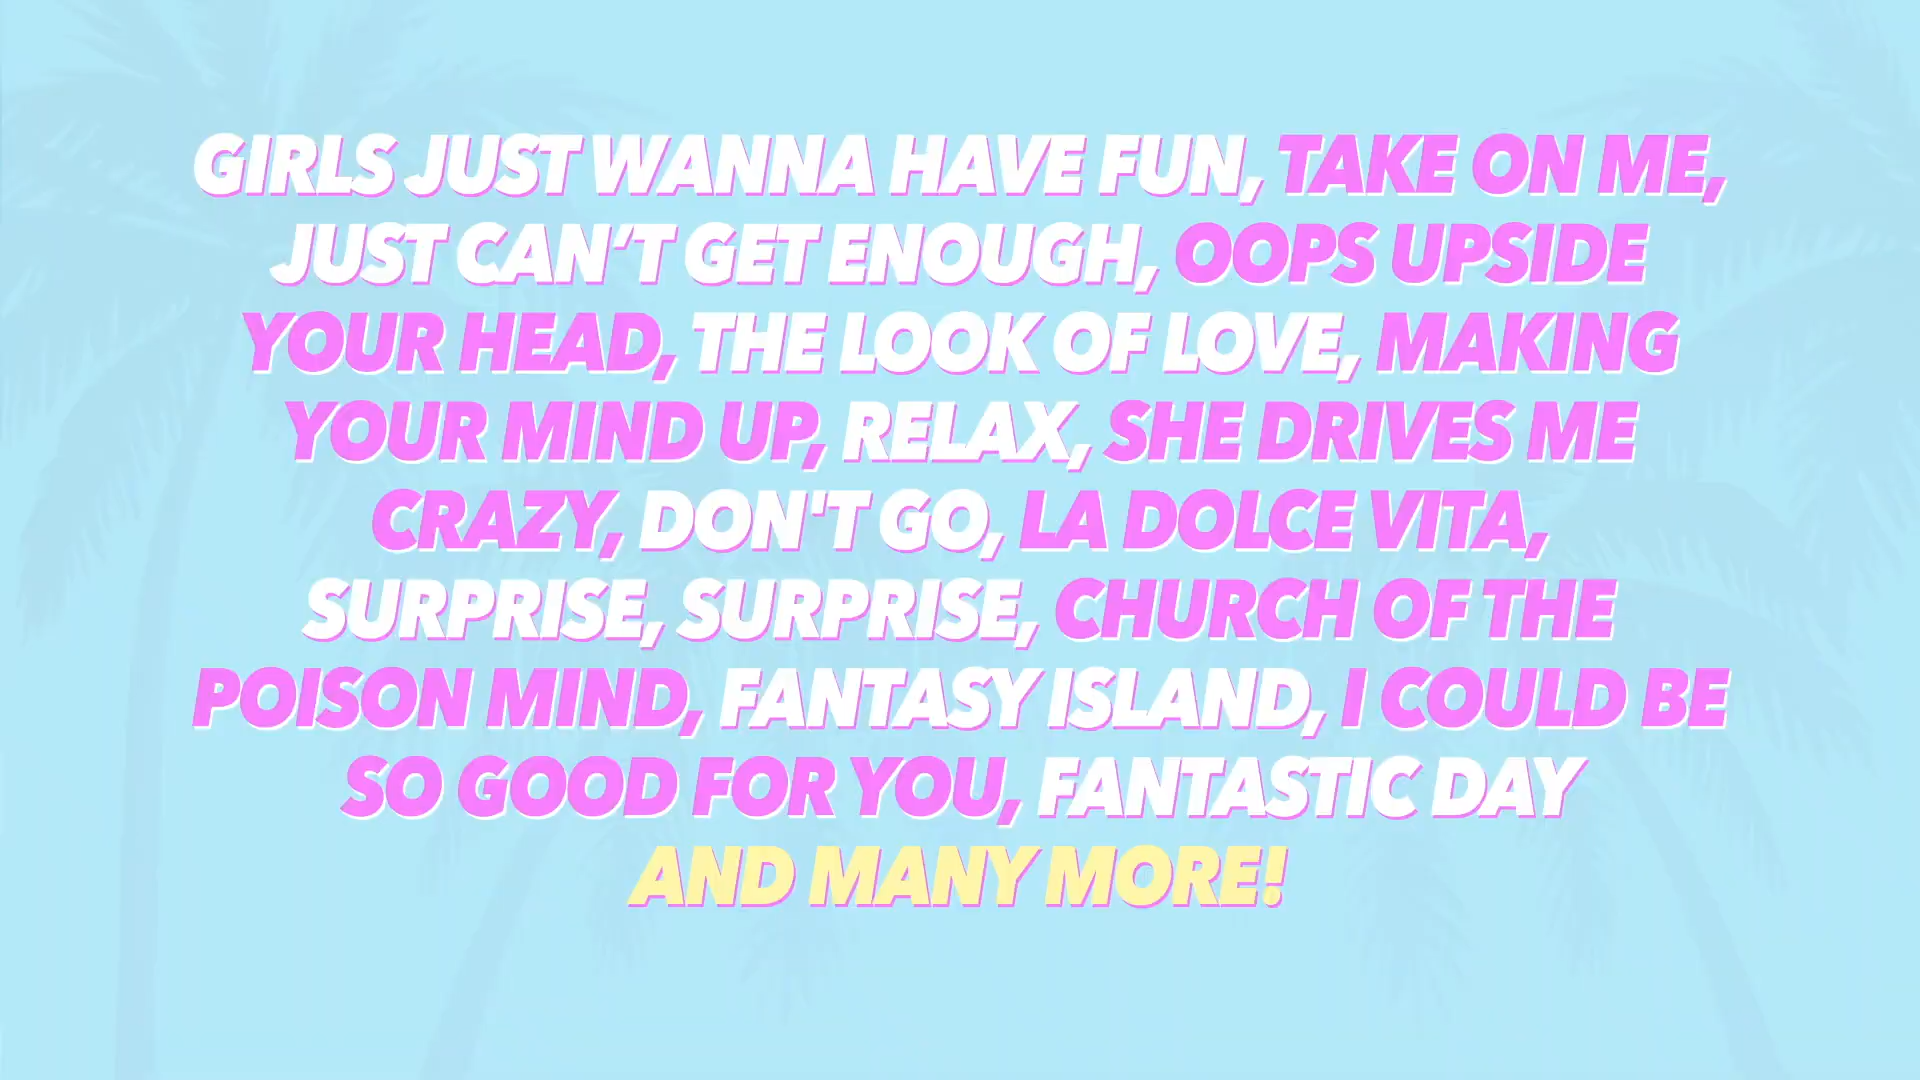 GIRLS JUST WANNA HAVE FUN, TAKE ON ME,
JUST CAN’T GET ENOUGH, OOPS UPSIDE
YOUR HEAD, THE LOOK OF LOVE, MAKING
YOUR MIND UP, RELAX, SHE DRIVES ME
CRAZY, DON'T GO, LA DOLCE VITA,
SURPRISE, SURPRISE, CHURCH OF THE
POISON MIND, FANTASY ISLAND, I COULD BE
SO GOOD FOR YOU, FANTASTIC DAY
AND MANY MORE!